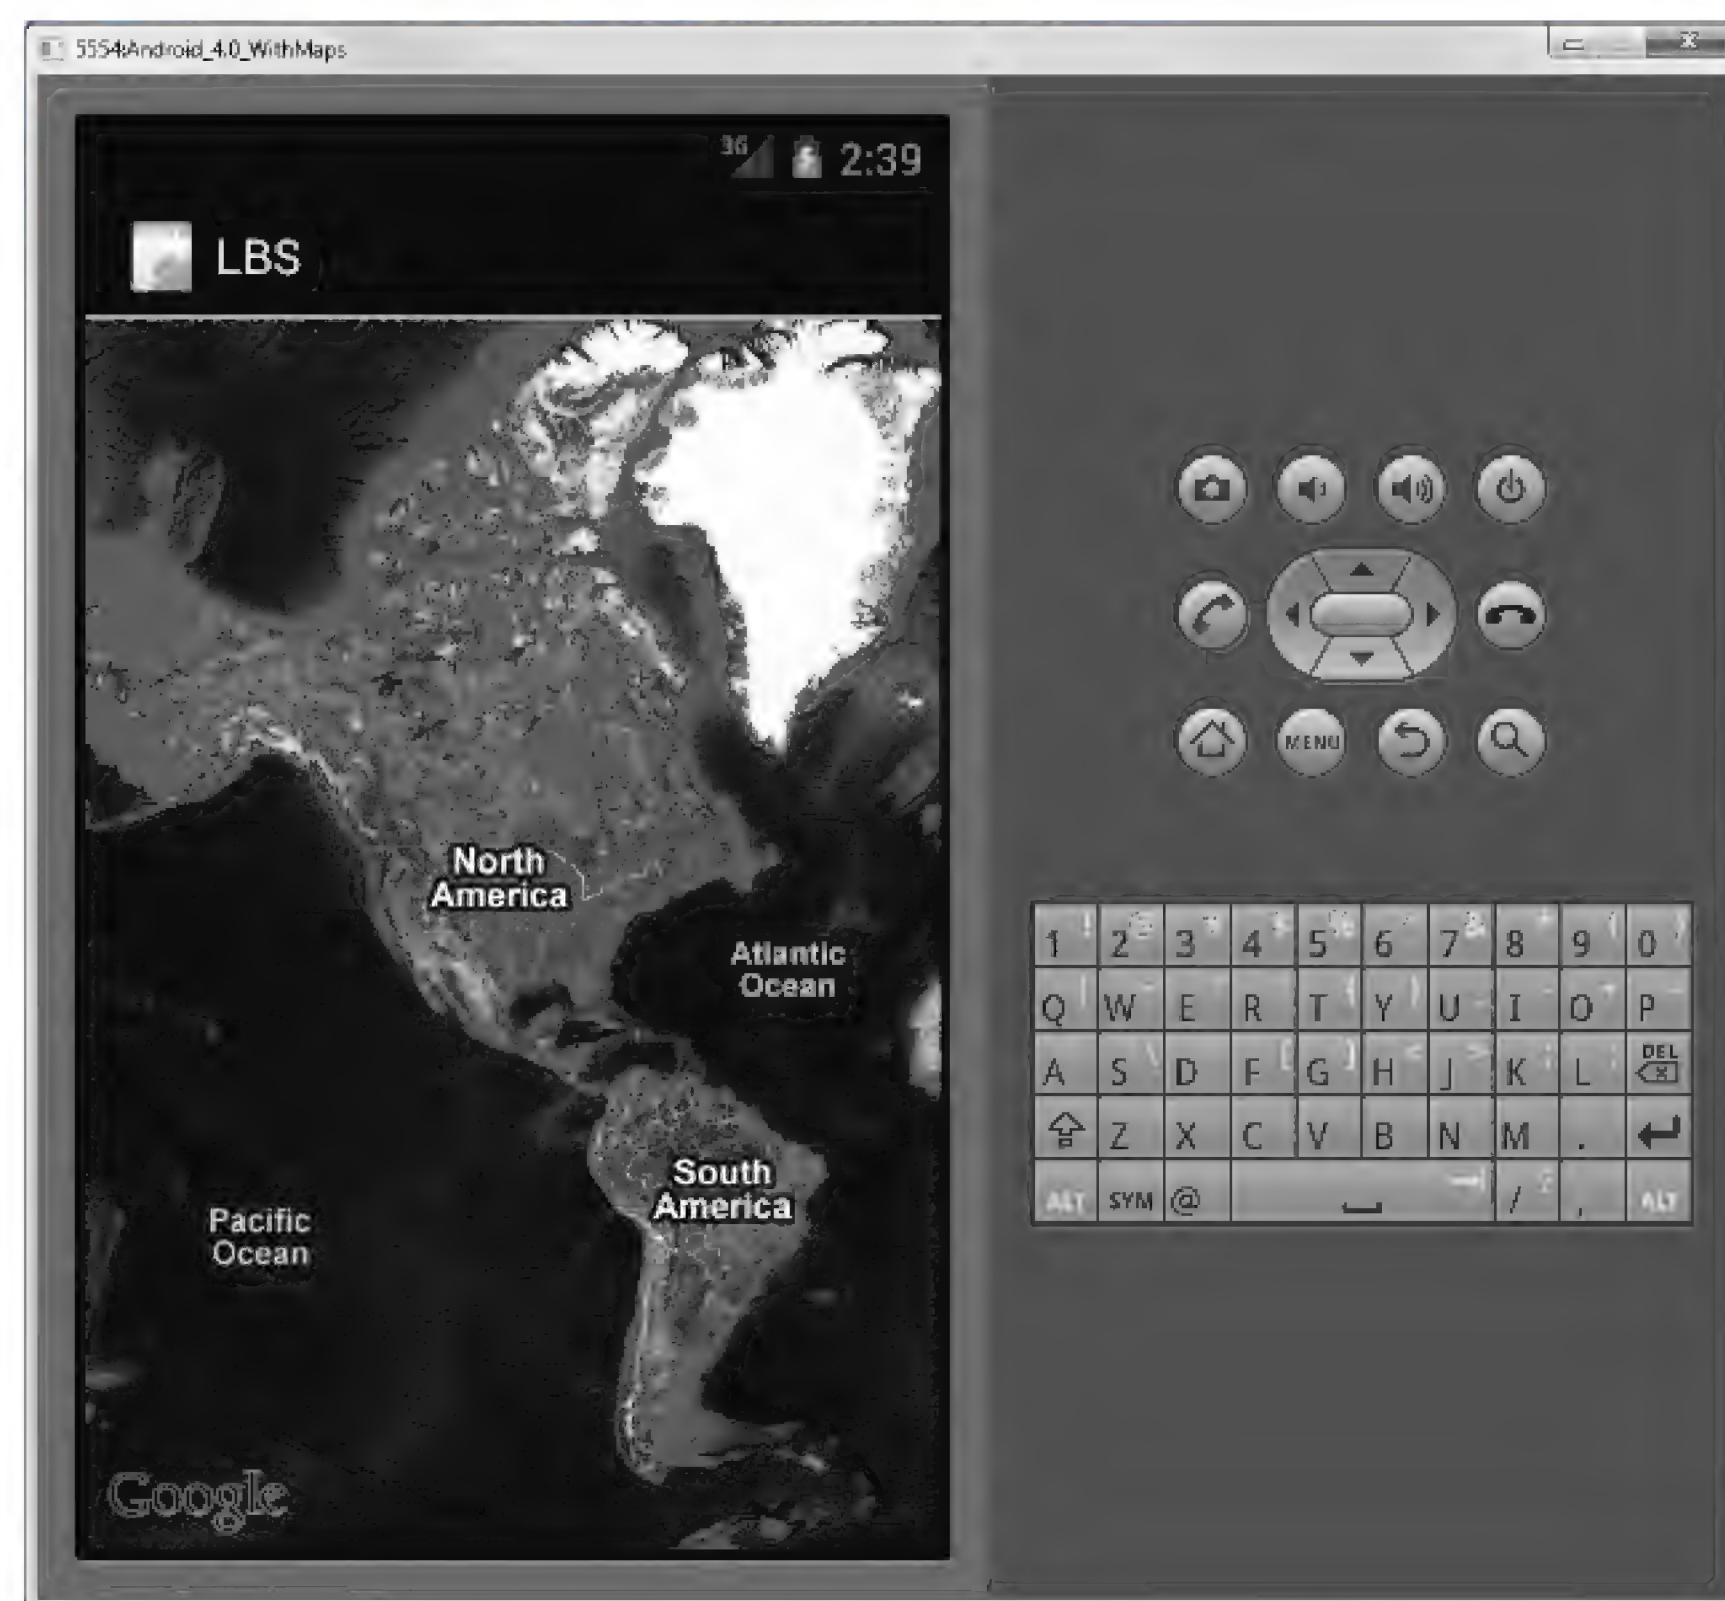 5554:Android_4.0_WithMaps
3G 2:39
LBS
North
America
Atlantic
Ocean
South
America
Pacific
Ocean
Google
MENU
1 2 3 4 5 6 7 8 9 0
Q W E R T Y U I O P
A S D F G H J K L DEL
Z X C V B N M .
ALT SYM @ / , ALT